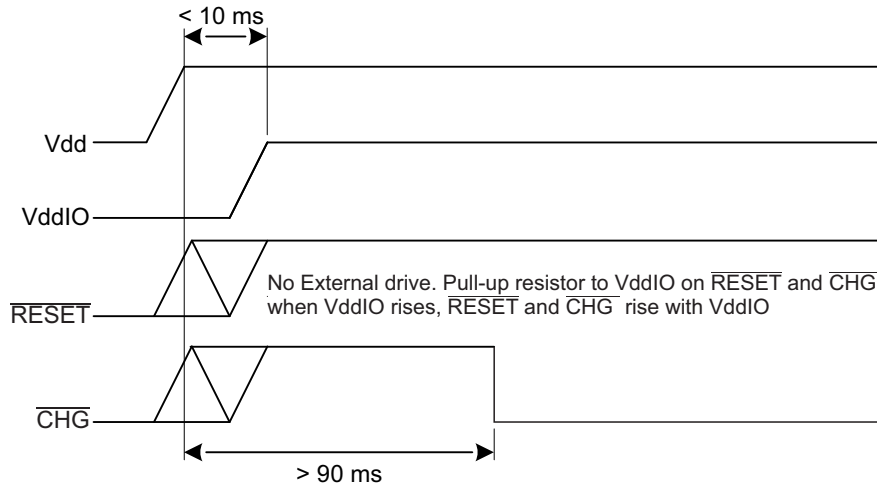 < 10 ms
Vdd
VddIO
No External drive. Pull-up resistor to VddIO on RESET and CHG
when VddIO rises, RESET and CHG rise with VddIO
RESET
CHG
> 90 ms